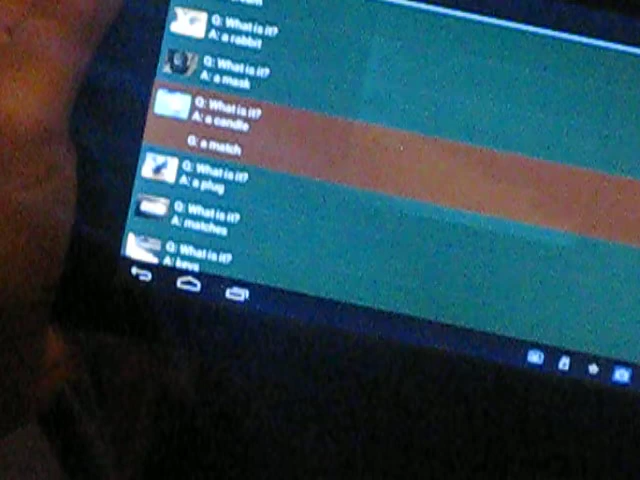 Q: What is it?
A: a rabbit
Q: What is it?
A: a mask
Q: What is it?
A: a candle
G: a match
Q: What is it?
A: a plug
Q: What is it?
A: matches
Q: What is it?
A: keys